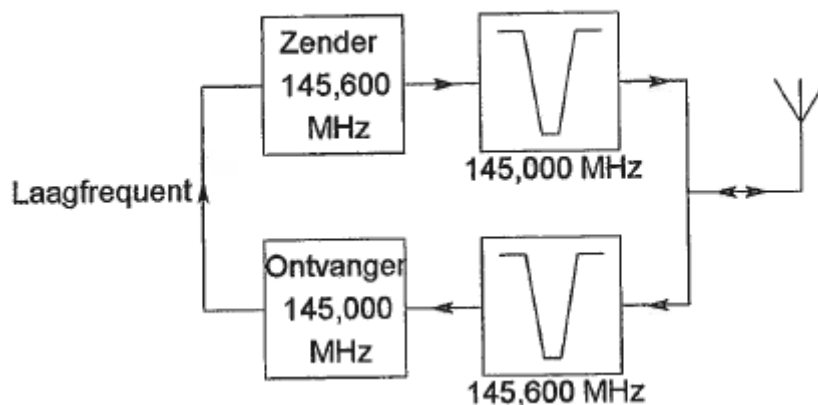 Zender
145,600
MHz
145,000 MHz
Laagfrequent
Ontvanger
145,000
MHz
145,600 MHz